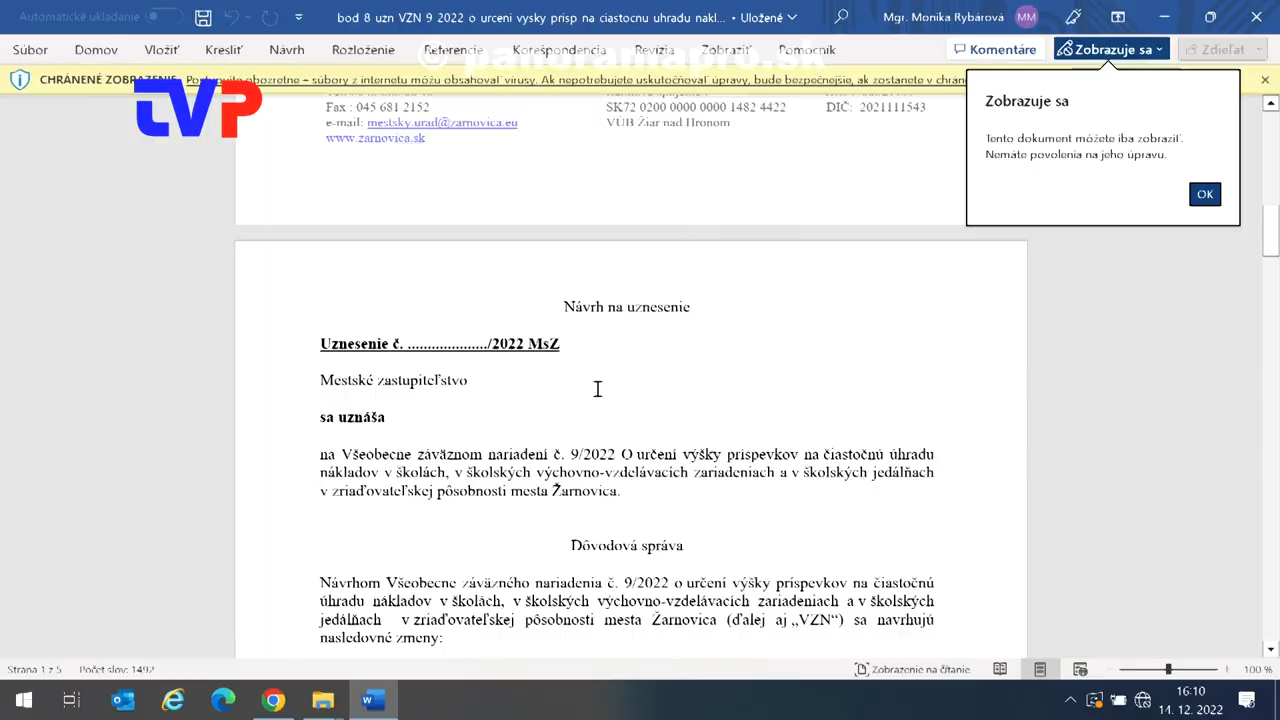 Automatické ukladanie
bod 8 uzn VZN 9 2022 o urceni vysky prisp na ciastocnu uhradu nakl... • Uložené
Mgr. Monika Rybárová
MM
Súbor Domov Vložiť Kresliť Návrh Rozloženie Referencie Korešpondencia Revízia Zobraziť Pomocník
Komentáre
Zobrazuje sa
Zdieľať
CHRÁNENÉ ZOBRAZENIE Postupujte obozretne – súbory z internetu môžu obsahovať vírusy. Ak nepotrebujete uskutočňovať úpravy, bude bezpečnejšie, ak zostanete v chrán
TVP
Fax : 045 681 2152
SK72 0200 0000 0000 1482 4422
DIČ: 2021111543
e-mail: mestsky.urad@zarnovica.eu
VÚB Žiar nad Hronom
www.zarnovica.sk
Zobrazuje sa
Tento dokument môžete iba zobraziť.
Nemáte povolenia na jeho úpravu.
OK
Návrh na uznesenie
Uznesenie č. ..................../2022 MsZ
Mestské zastupiteľstvo
sa uznáša
na Všeobecne záväznom nariadení č. 9/2022 O určení výšky príspevkov na čiastočnú úhradu
nákladov v školách, v školských výchovno-vzdelávacích zariadeniach a v školských jedálňach
v zriaďovateľskej pôsobnosti mesta Žarnovica.
Dôvodová správa
Návrhom Všeobecne záväzného nariadenia č. 9/2022 o určení výšky príspevkov na čiastočnú
úhradu nákladov v školách, v školských výchovno-vzdelávacích zariadeniach a v školských
jedálňach v zriaďovateľskej pôsobnosti mesta Žarnovica (ďalej aj „VZN“) sa navrhujú
nasledovné zmeny:
Strana 1 z 5 Počet slov: 1492
Zobrazenie na čítanie
100 %
16:10
14. 12. 2022